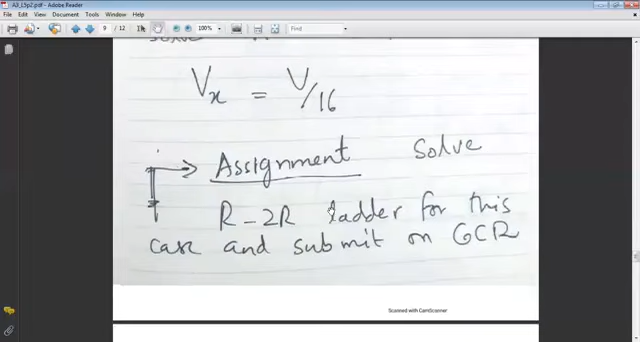 A3_L5p2.pdf - Adobe Reader
File Edit View Document Tools Window Help
9 / 12 100% Find
Vx = V/16
Assignment Solve
R - 2R ladder for this
case and submit on GCR
Scanned with CamScanner